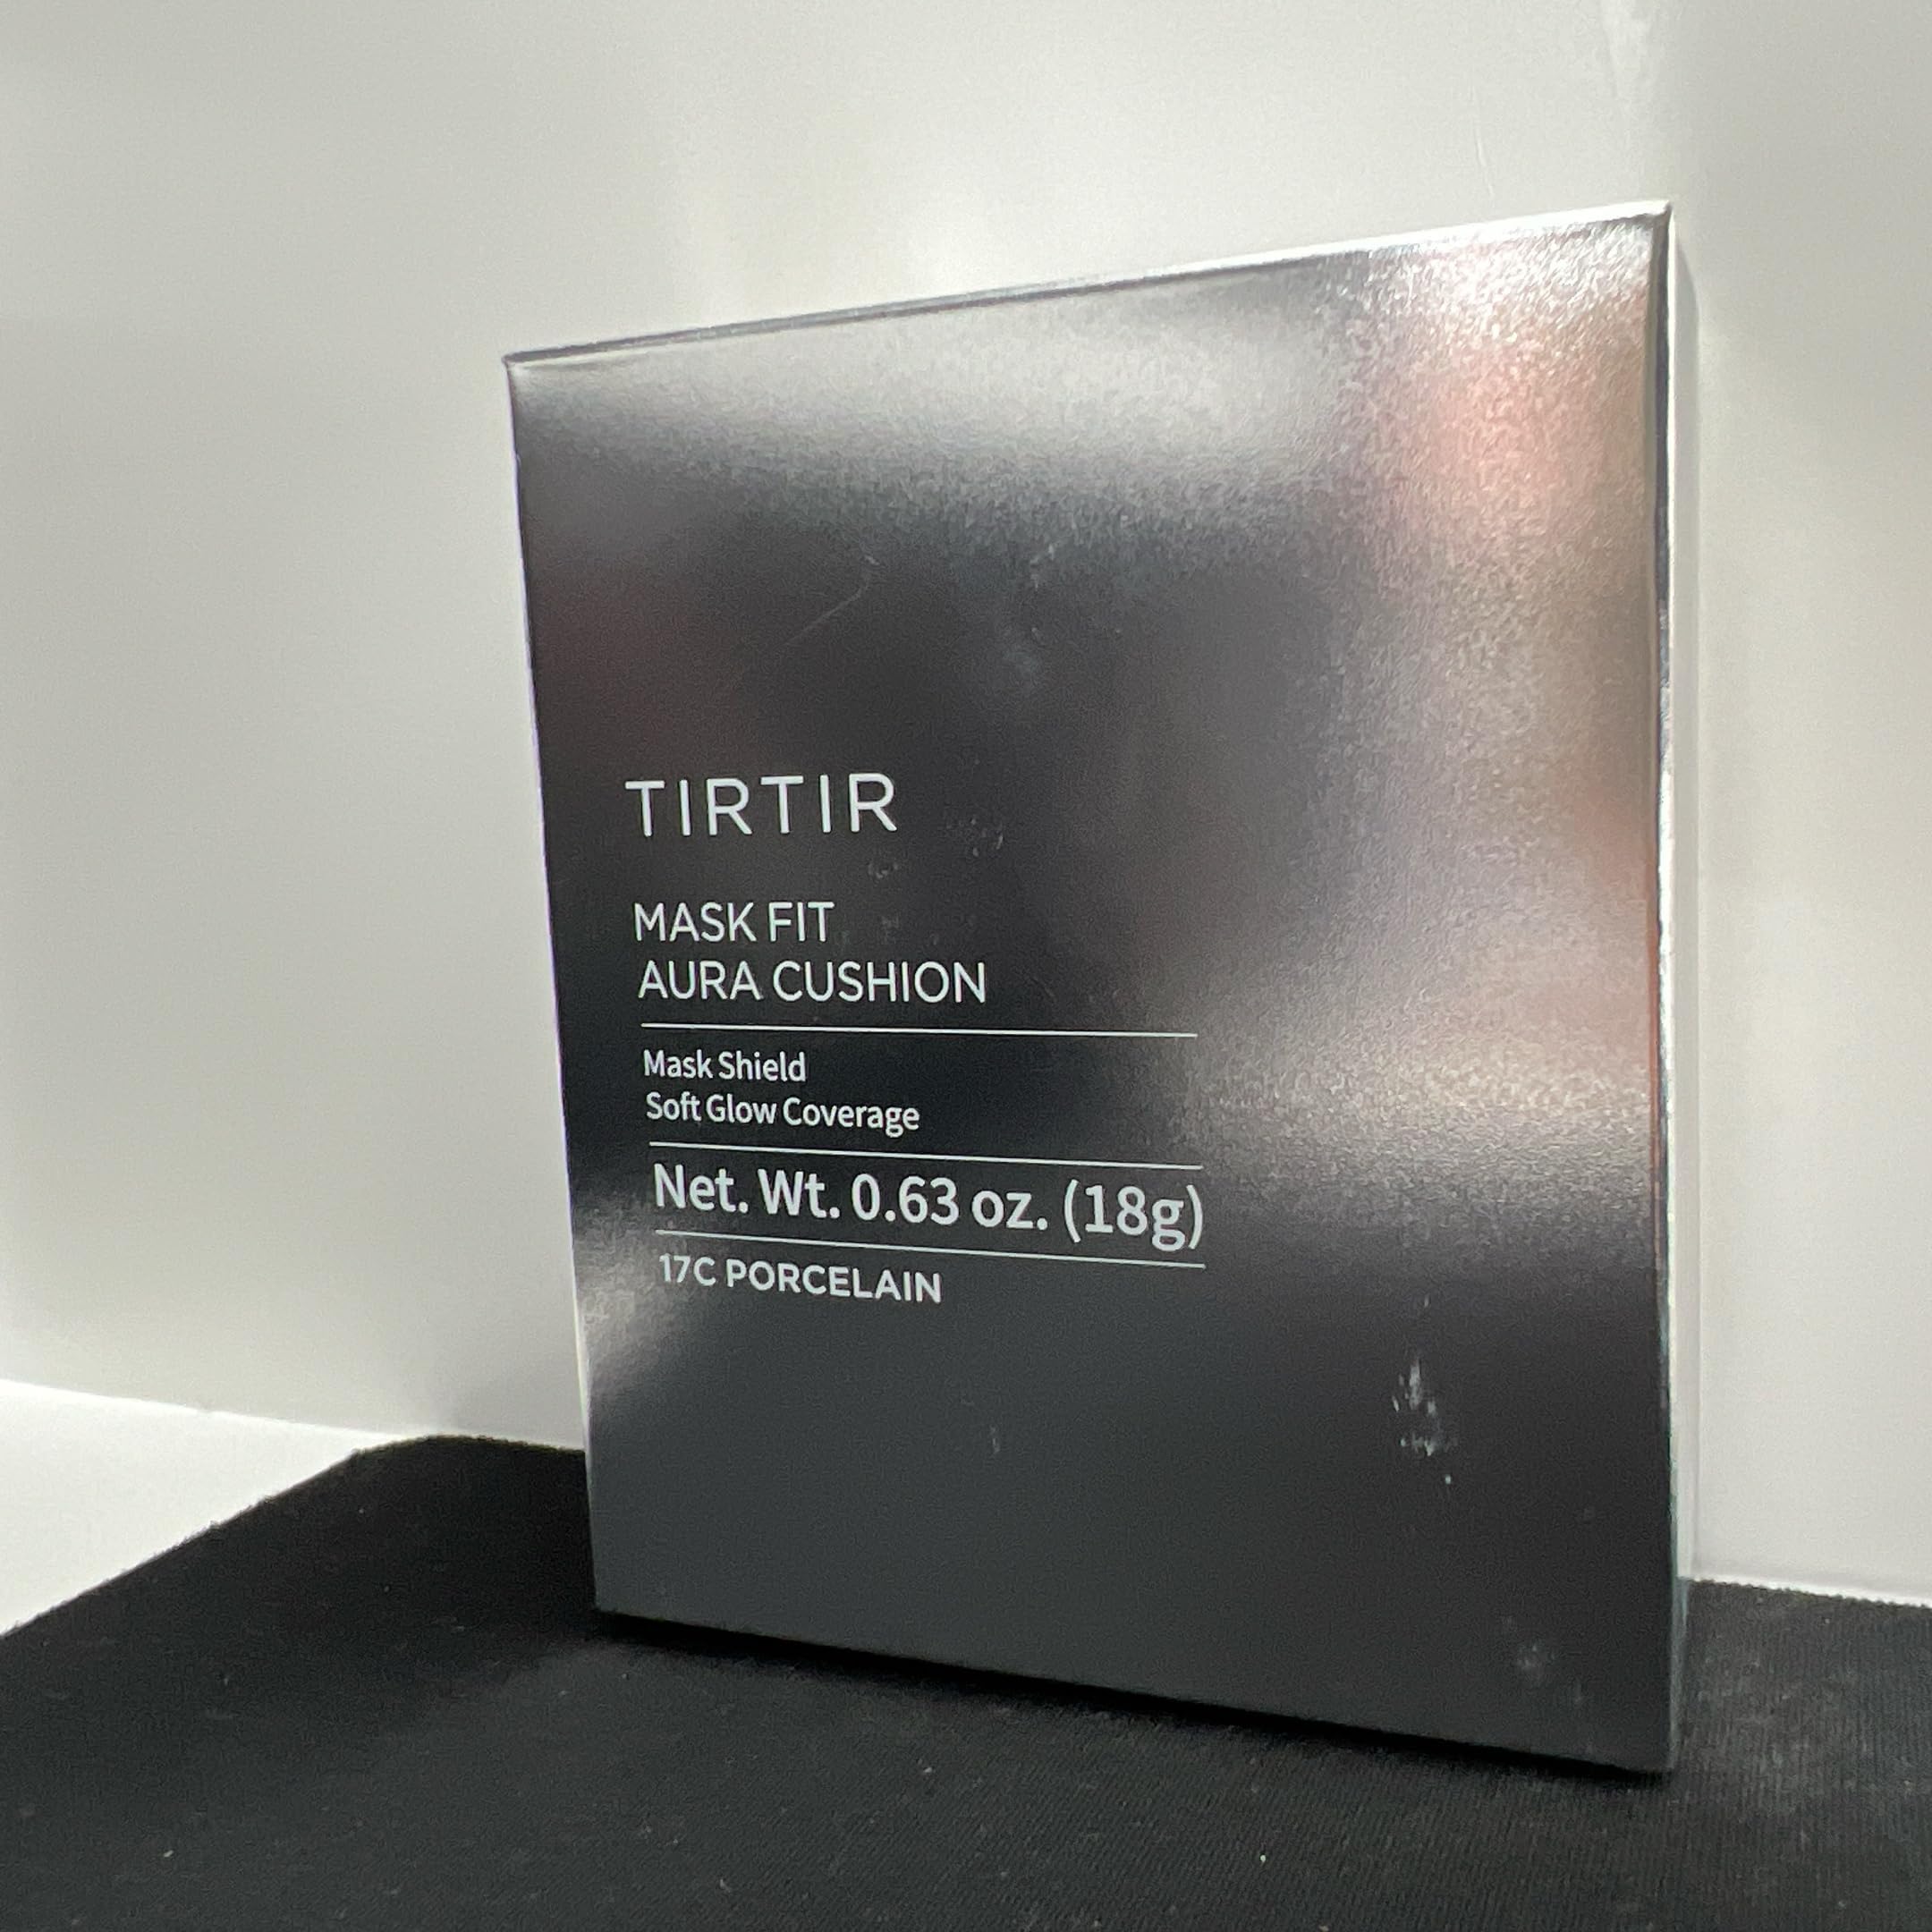 TIRTIR
MASK FIT
AURA CUSHION
Mask Shield
Soft Glow Coverage
Net. Wt. 0.63 oz. (18g)
17C PORCELAIN